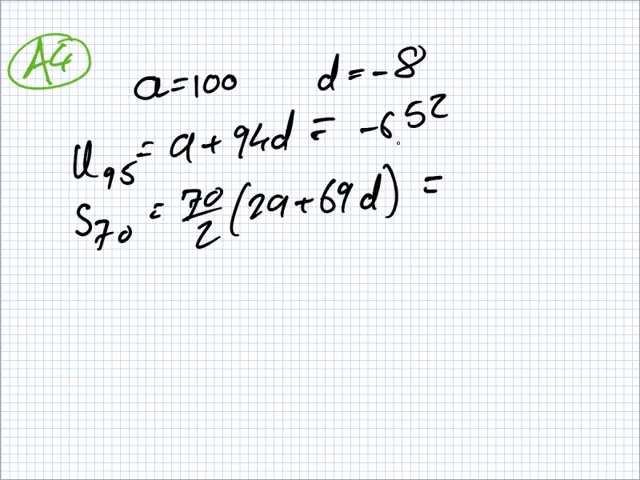 A4
a=100 d=-8
U₉₅ = a+94d = -652
S₇₀ = 70/2 (2a+69d) =